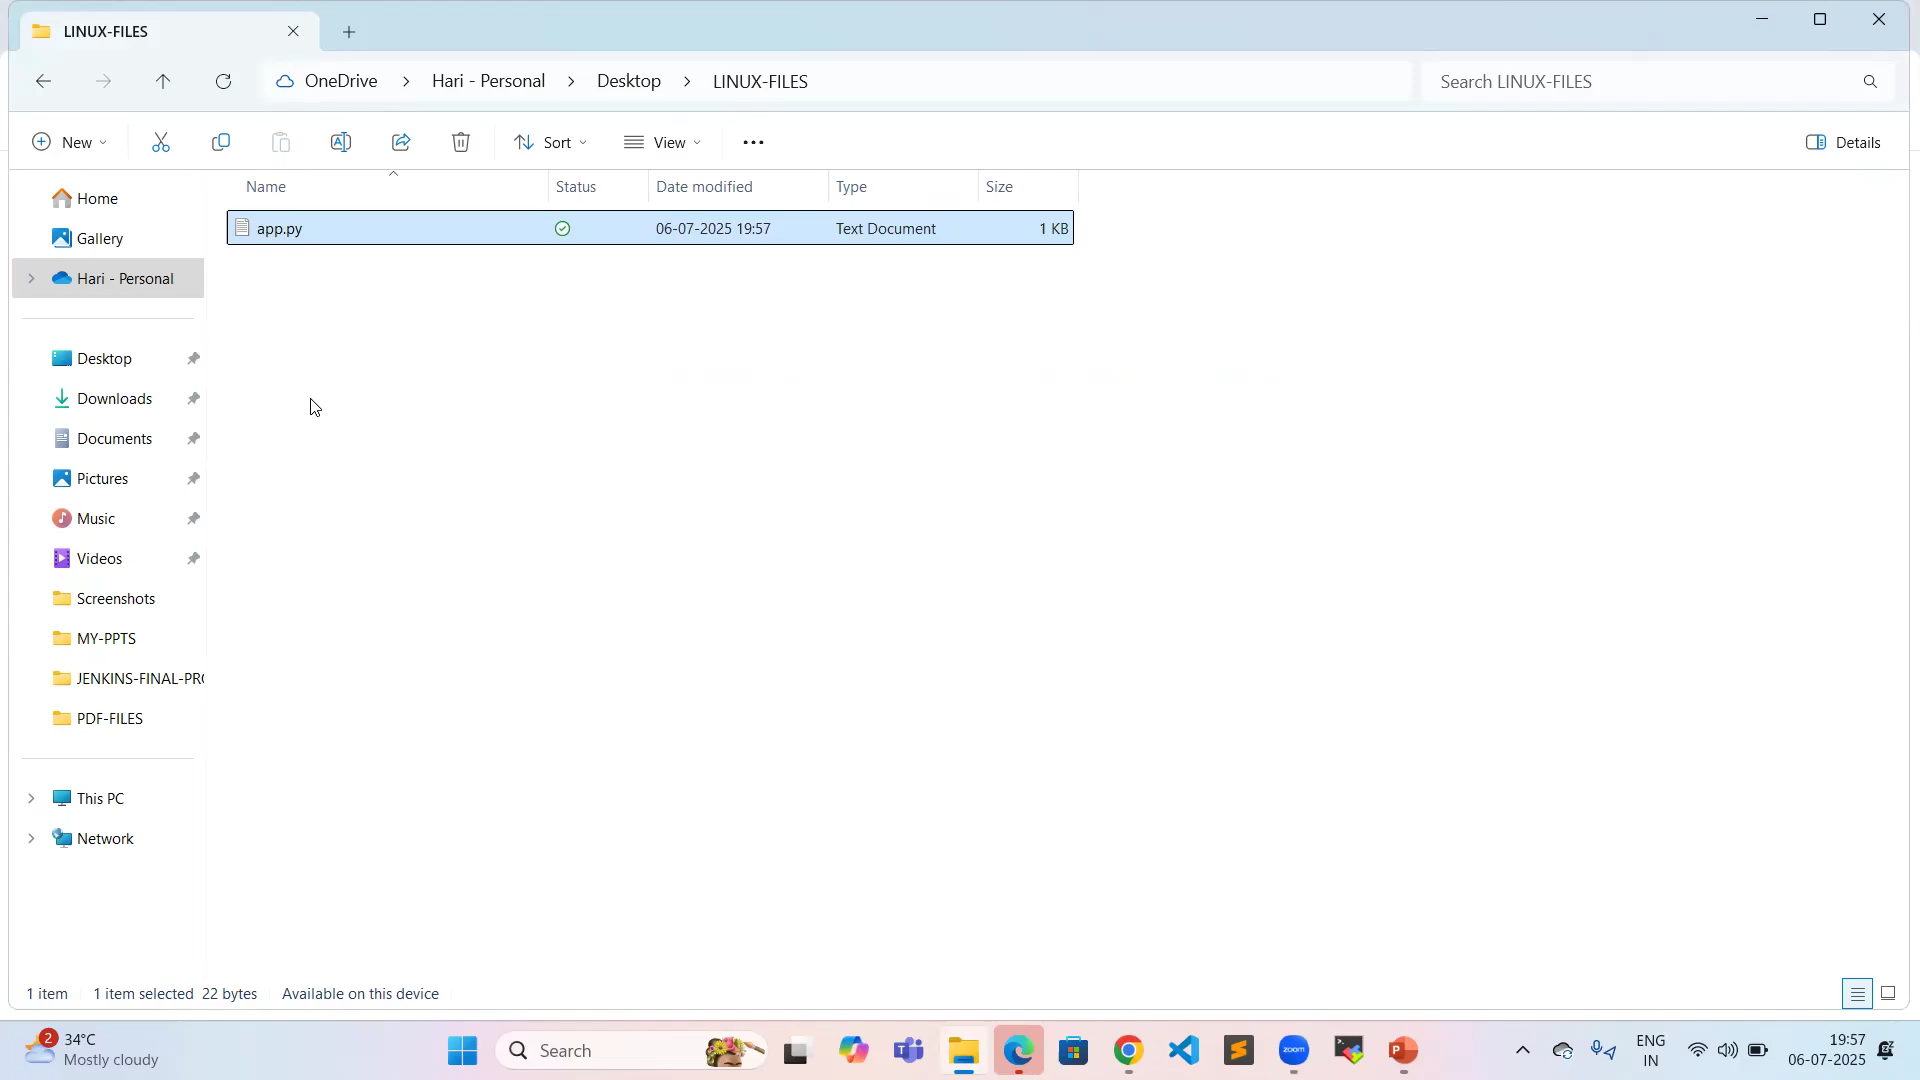 LINUX-FILES
OneDrive > Hari - Personal > Desktop > LINUX-FILES
Search LINUX-FILES
New
Sort
View
Details
Name Status Date modified Type Size
app.py 06-07-2025 19:57 Text Document 1 KB
Home
Gallery
Hari - Personal
Desktop
Downloads
Documents
Pictures
Music
Videos
Screenshots
MY-PPTS
JENKINS-FINAL-PRO
PDF-FILES
This PC
Network
1 item 1 item selected 22 bytes Available on this device
2
34°C
Mostly cloudy
Search
zoom
ENG
IN
19:57
06-07-2025